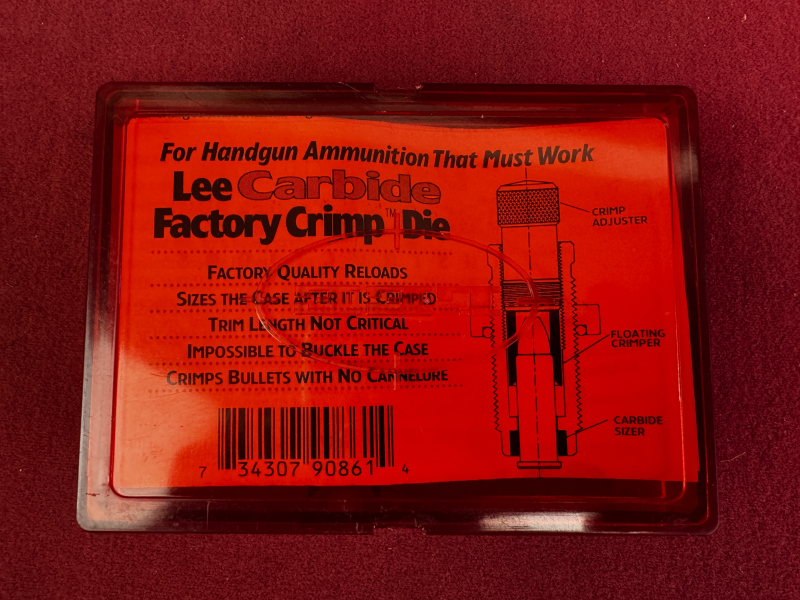 For Handgun Ammunition That Must Work
Lee Carbide
Factory Crimp™ Die
FACTORY QUALITY RELOADS
SIZES THE CASE AFTER IT IS CRIMPED
TRIM LENGTH NOT CRITICAL
IMPOSSIBLE TO BUCKLE THE CASE
CRIMPS BULLETS WITH NO CANNELURE
CRIMP
ADJUSTER
FLOATING
CRIMPER
CARBIDE
SIZER
7 34307 90861 4